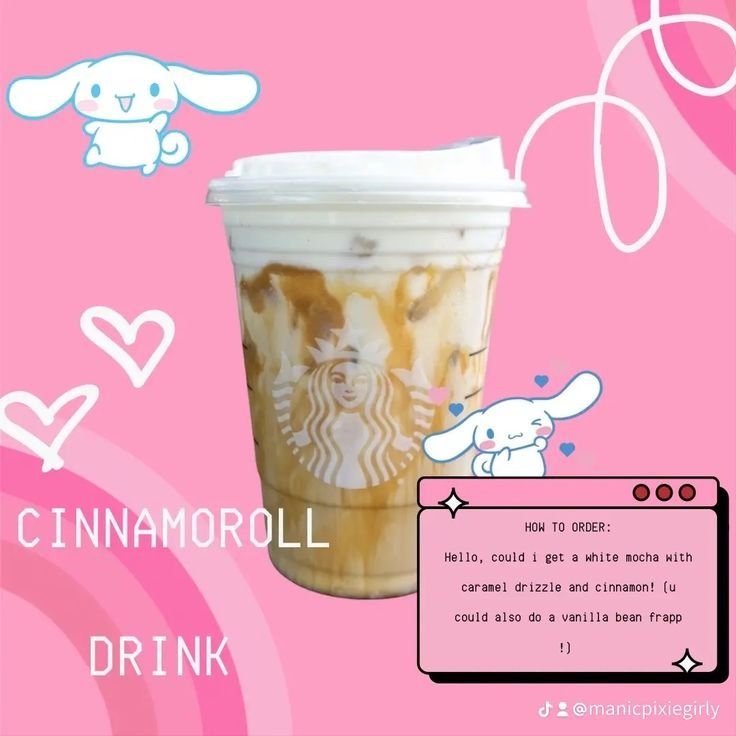 CINNAMOROLL
DRINK
HOW TO ORDER:
Hello, could i get a white mocha with
caramel drizzle and cinnamon! (u
could also do a vanilla bean frapp
!)
@manicpixiegirly